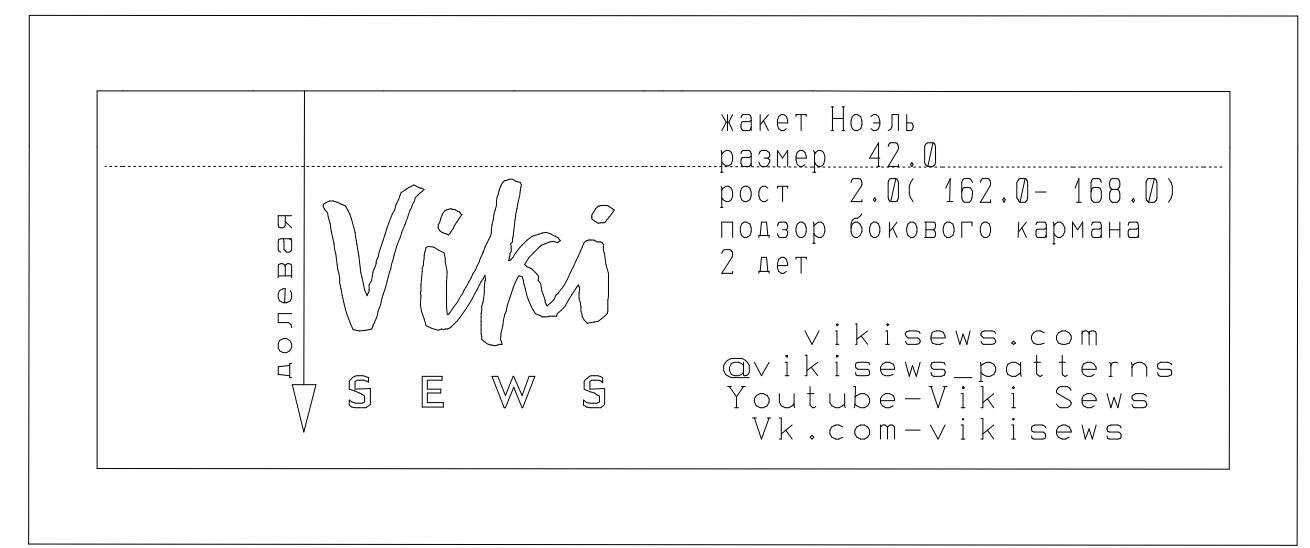 жакет Ноэль
размер 42.0
рост 2.0( 162.0- 168.0)
подзор бокового кармана
2 дет
долевая
Viki
SEWS
vikisews.com
@vikisews_patterns
Youtube-Viki Sews
Vk.com-vikisews